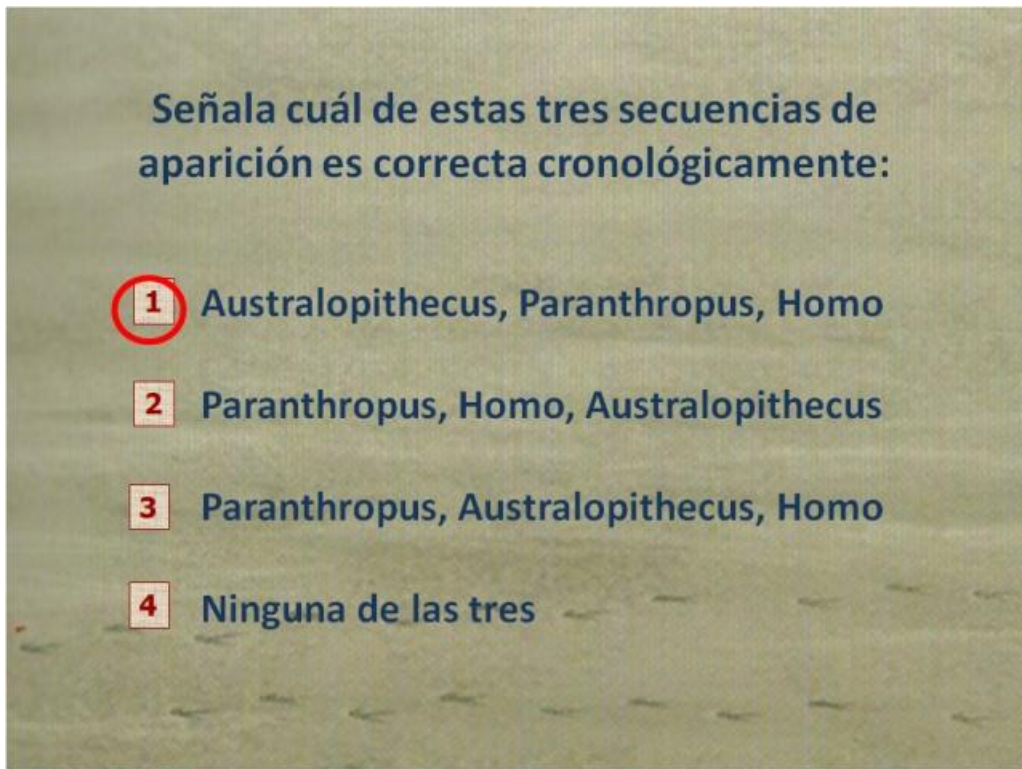 Señala cuál de estas tres secuencias de
aparición es correcta cronológicamente:
1 Australopithecus, Paranthropus, Homo
2 Paranthropus, Homo, Australopithecus
3 Paranthropus, Australopithecus, Homo
4 Ninguna de las tres